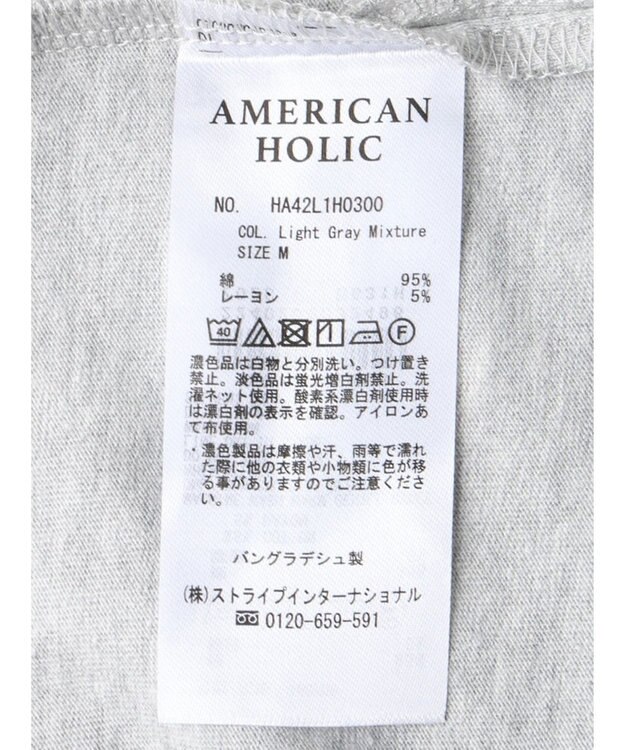 AMERICAN
HOLIC
NO. HA42L1H0300
COL. Light Gray Mixture
SIZE M
綿 95%
レーヨン 5%
40
F
濃色品は白物と分別洗い。つけ置き
禁止。淡色品は蛍光増白剤禁止。洗
濯ネット使用。酸素系漂白剤使用時
は漂白剤の表示を確認。アイロンあ
て布使用。
・濃色製品は摩擦や汗、雨等で濡れ
た際に他の衣類や小物類に色が移
る事がありますのでご注意くださ
い。
バングラデシュ製
(株)ストライプインターナショナル
0120-659-591